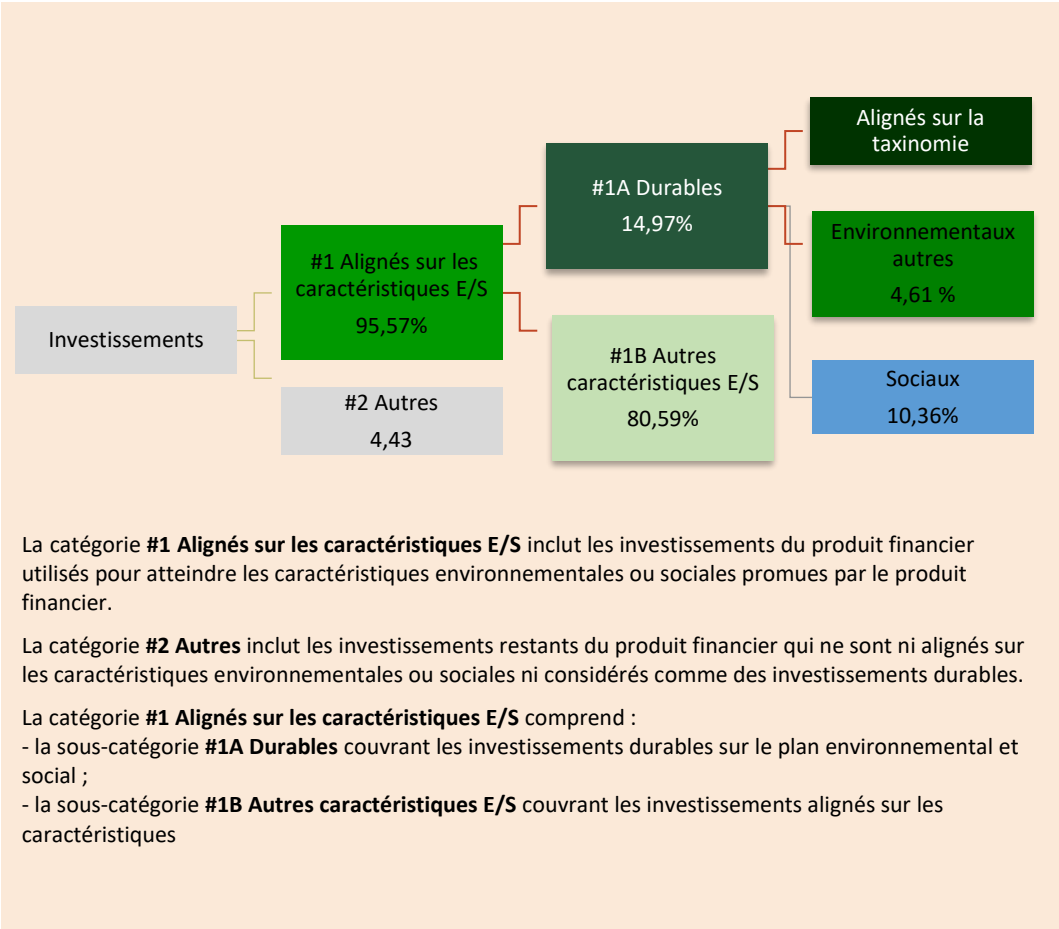 Alignés sur la
taxinomie
#1A Durables
14,97%
Environnementaux
autres
4,61 %
#1 Alignés sur les
caractéristiques E/S
95,57%
Investissements
#1B Autres
caractéristiques E/S
80,59%
Sociaux
10,36%
#2 Autres
4,43
La catégorie #1 Alignés sur les caractéristiques E/S inclut les investissements du produit financier
utilisés pour atteindre les caractéristiques environnementales ou sociales promues par le produit
financier.
La catégorie #2 Autres inclut les investissements restants du produit financier qui ne sont ni alignés sur
les caractéristiques environnementales ou sociales ni considérés comme des investissements durables.
La catégorie #1 Alignés sur les caractéristiques E/S comprend :
- la sous-catégorie #1A Durables couvrant les investissements durables sur le plan environnemental et
social ;
- la sous-catégorie #1B Autres caractéristiques E/S couvrant les investissements alignés sur les
caractéristiques